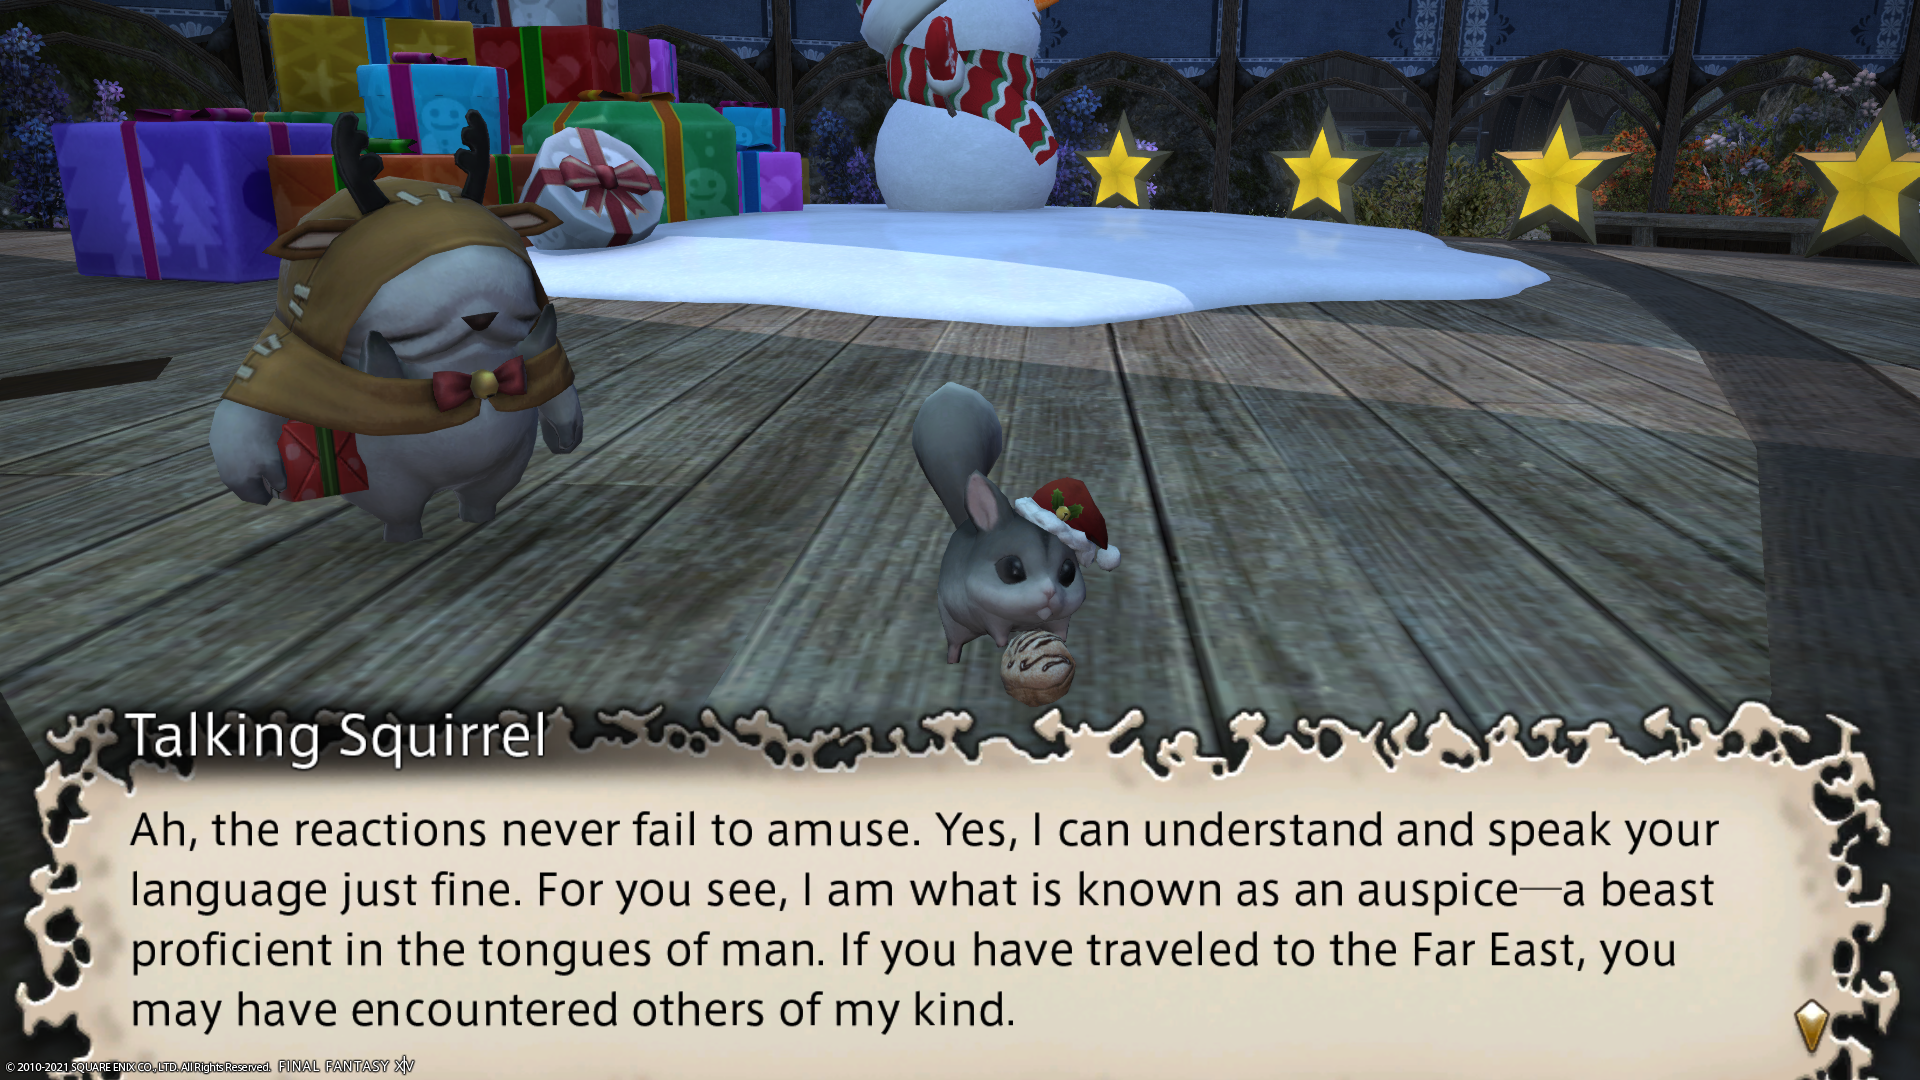 Talking Squirrel
Ah, the reactions never fail to amuse. Yes, I can understand and speak your
language just fine. For you see, I am what is known as an auspice—a beast
proficient in the tongues of man. If you have traveled to the Far East, you
may have encountered others of my kind.
© 2010-2021 SQUARE ENIX CO., LTD. All Rights Reserved. FINAL FANTASY XIV